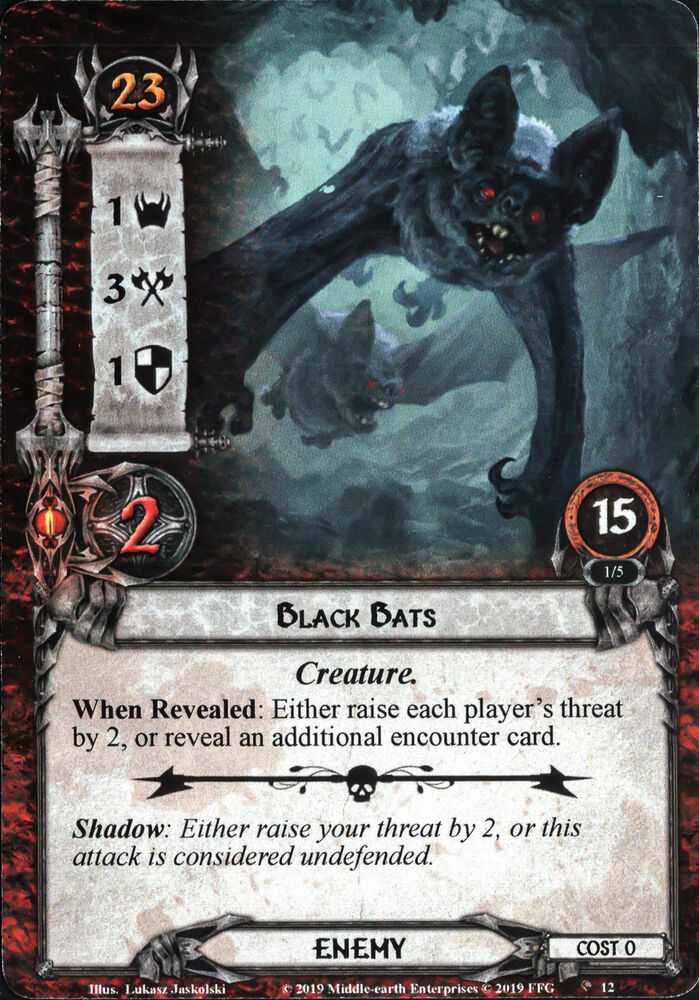 23
1
3
1
2
15
1/5
BLACK BATS
Creature.
When Revealed: Either raise each player's threat
by 2, or reveal an additional encounter card.
Shadow: Either raise your threat by 2, or this
attack is considered undefended.
ENEMY
COST 0
Illus. Lukasz Jaskolski
© 2019 Middle-earth Enterprises © 2019 FFG
12